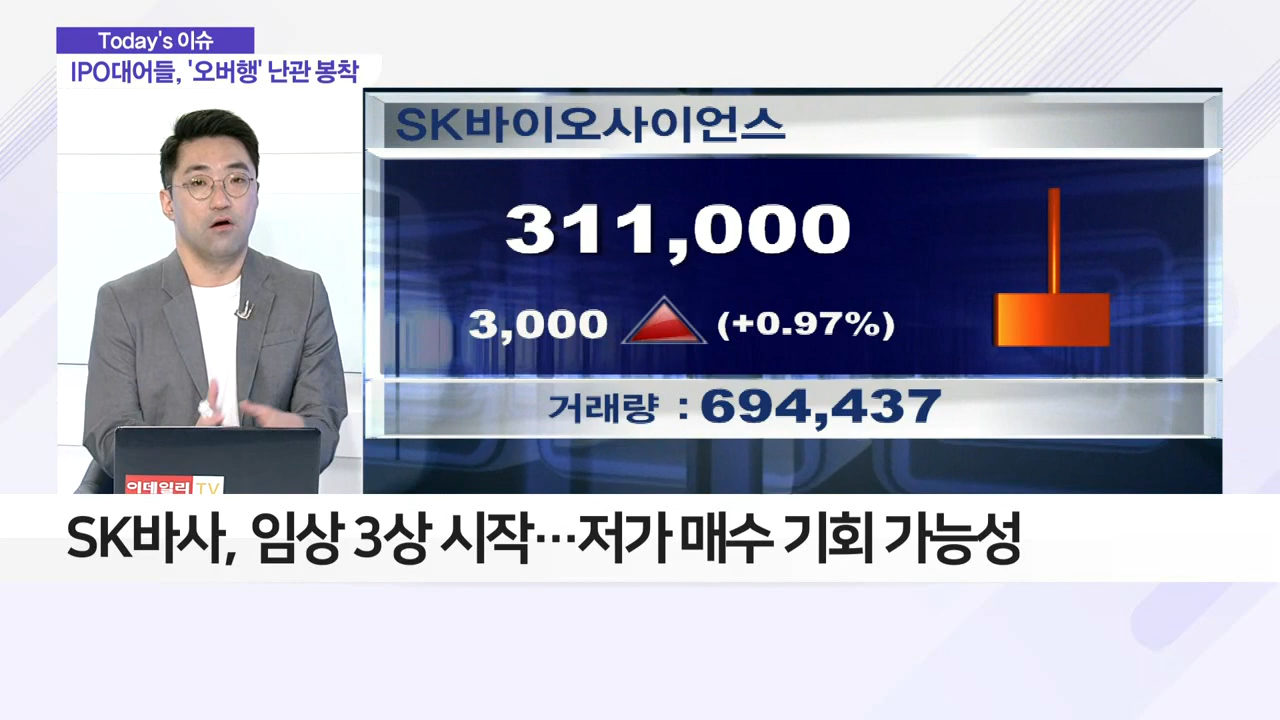 Today's 이슈
IPO대어들, '오버행' 난관 봉착
SK바이오사이언스
311,000
3,000 ▲ (+0.97%)
거래량 : 694,437
이데일리 TV
SK바사, 임상 3상 시작…저가 매수 기회 가능성